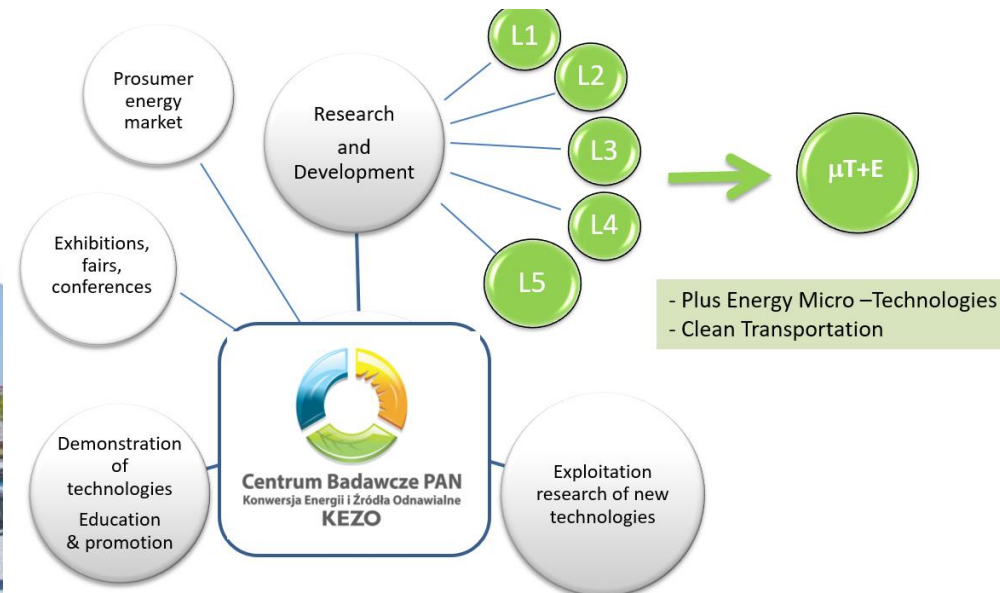 Prosumer
energy
market
Research
and
Development
L1
L2
L3
L4
L5
µT+E
Exhibitions,
fairs,
conferences
- Plus Energy Micro –Technologies
- Clean Transportation
Centrum Badawcze PAN
Konwersja Energii i Źródła Odnawialne
KEZO
Demonstration
of
technologies
Education
& promotion
Exploitation
research of new
technologies